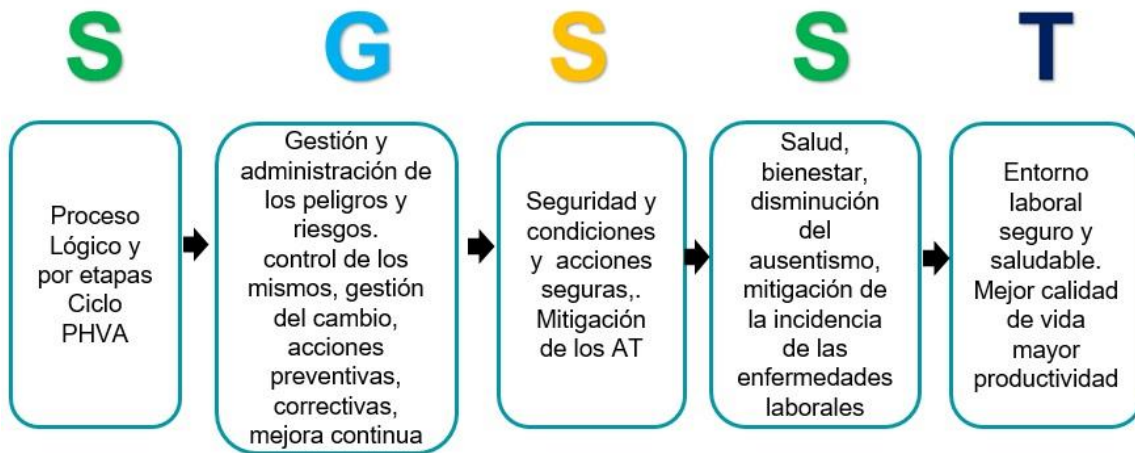 S
G
S
S
T
Proceso
Lógico y
por etapas
Ciclo
PHVA
Gestión y
administración de
los peligros y
riesgos.
control de los
mismos, gestión
del cambio,
acciones
preventivas,
correctivas,
mejora continua
Seguridad y
condiciones
y acciones
seguras,.
Mitigación
de los AT
Salud,
bienestar,
disminución
del
ausentismo,
mitigación de
la incidencia
de las
enfermedades
laborales
Entorno
laboral
seguro y
saludable.
Mejor calidad
de vida
mayor
productividad